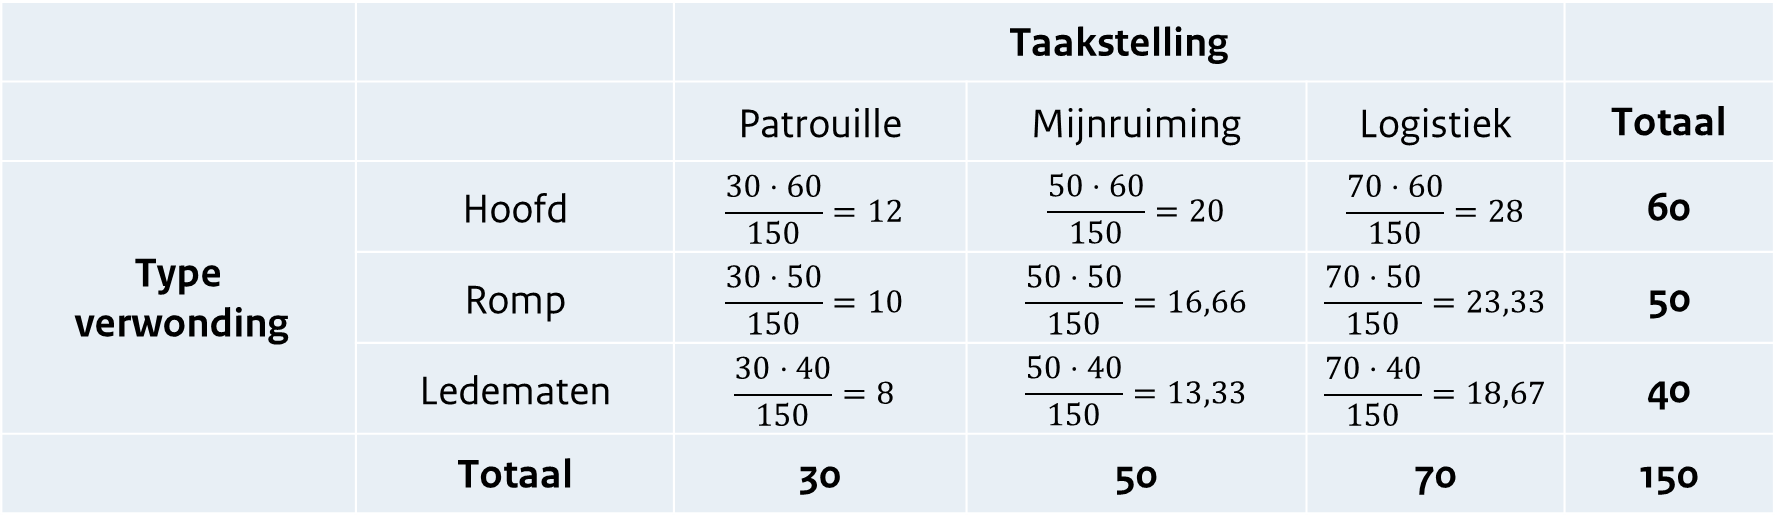 Taakstelling
Patrouille Mijnruiming Logistiek Totaal
Type verwonding
Hoofd 30 · 60 / 150 = 12 50 · 60 / 150 = 20 70 · 60 / 150 = 28 60
Romp 30 · 50 / 150 = 10 50 · 50 / 150 = 16,66 70 · 50 / 150 = 23,33 50
Ledematen 30 · 40 / 150 = 8 50 · 40 / 150 = 13,33 70 · 40 / 150 = 18,67 40
Totaal 30 50 70 150